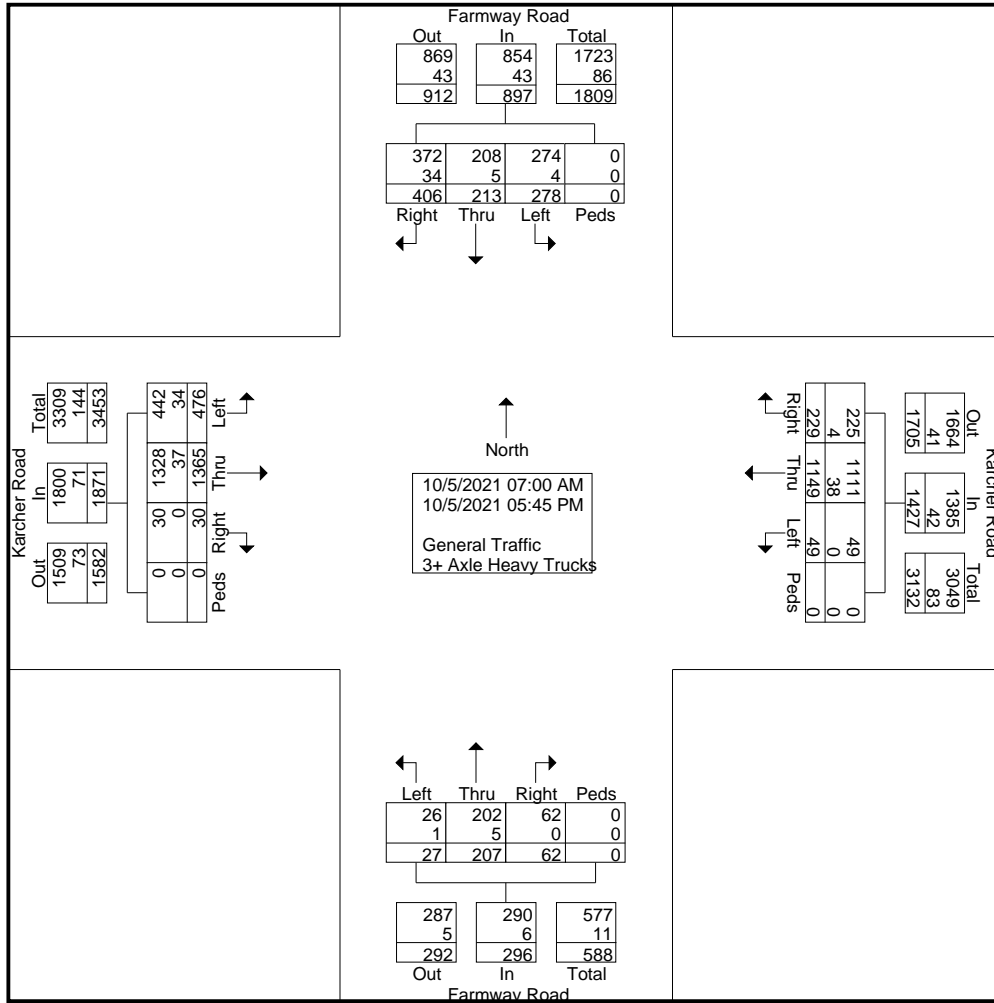 Farmway Road
Out In Total
869 854 1723
43 43 86
912 897 1809
372 208 274 0
34 5 4 0
406 213 278 0
Right Thru Left Peds
Karcher Road
Total In Out
3309 1800 1509
144 71 73
3453 1871 1582
442 1328 30 0
34 37 0 0
476 1365 30 0
Left Thru Right Peds
North
10/5/2021 07:00 AM
10/5/2021 05:45 PM
General Traffic
3+ Axle Heavy Trucks
Right Thru Left Peds
229 1149 49 0
4 38 0 0
225 1111 49 0
Out In Total
1705 1427 3132
41 42 83
1664 1385 3049
Karcher Road
Left Thru Right Peds
26 202 62 0
1 5 0 0
27 207 62 0
287 290 577
5 6 11
292 296 588
Out In Total
Farmway Road